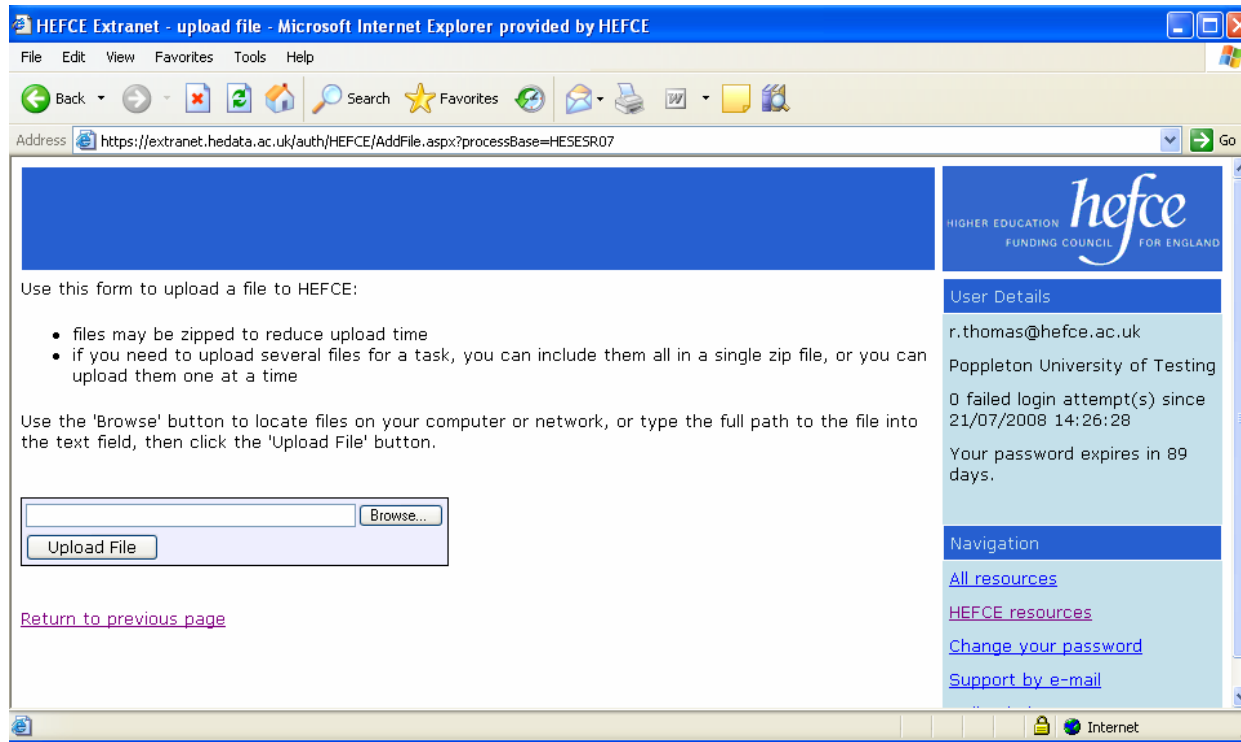 HEFCE Extranet - upload file - Microsoft Internet Explorer provided by HEFCE
File Edit View Favorites Tools Help
Back Search Favorites
Address https://extranet.hedata.ac.uk/auth/HEFCE/AddFile.aspx?processBase=HESESR07 Go
hefce
HIGHER EDUCATION
FUNDING COUNCIL FOR ENGLAND
Use this form to upload a file to HEFCE:
• files may be zipped to reduce upload time
• if you need to upload several files for a task, you can include them all in a single zip file, or you can
upload them one at a time
Use the 'Browse' button to locate files on your computer or network, or type the full path to the file into
the text field, then click the 'Upload File' button.
Browse...
Upload File
Return to previous page
User Details
r.thomas@hefce.ac.uk
Poppleton University of Testing
0 failed login attempt(s) since
21/07/2008 14:26:28
Your password expires in 89
days.
Navigation
All resources
HEFCE resources
Change your password
Support by e-mail
Internet